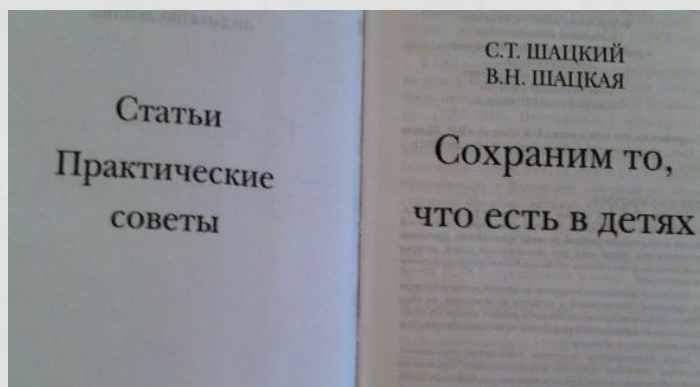 Статьи
Практические
советы
С.Т. ШАЦКИЙ
В.Н. ШАЦКАЯ
Сохраним то,
что есть в детях